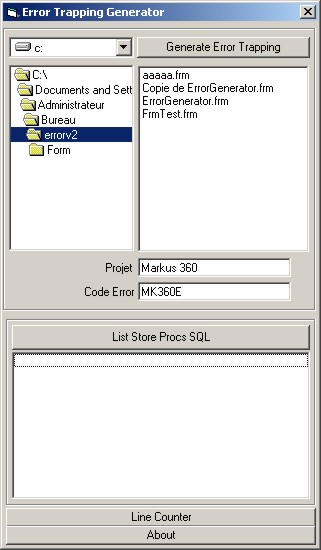 Error Trapping Generator
c:
Generate Error Trapping
C:\
Documents and Sett
Administrateur
Bureau
errorv2
Form
aaaaa.frm
Copie de ErrorGenerator.frm
ErrorGenerator.frm
FrmTest.frm
Projet
Markus 360
Code Error
MK360E
List Store Procs SQL
Line Counter
About